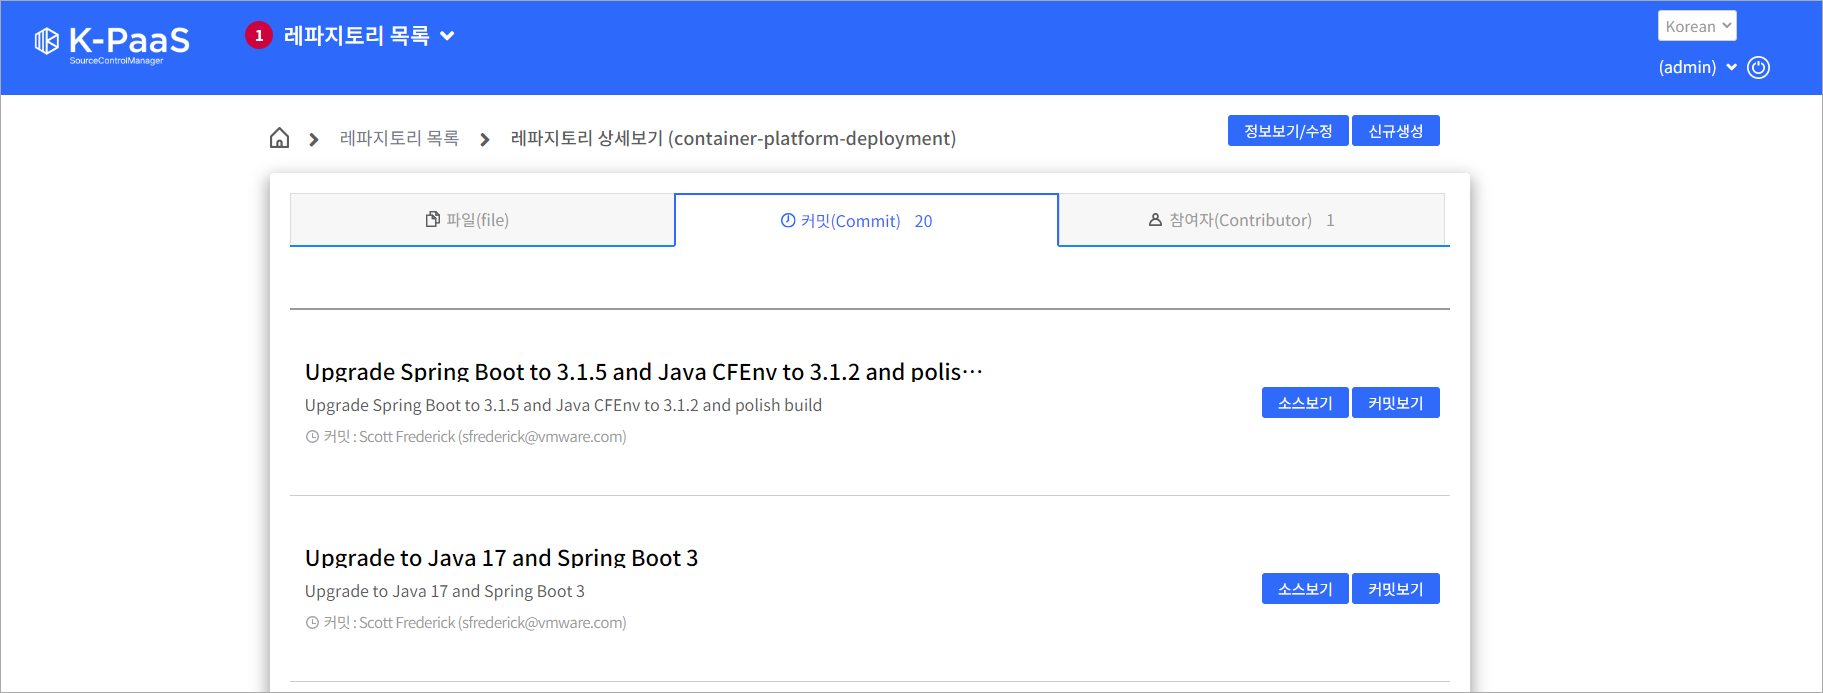 K-PaaS
SourceControlManager
1 레파지토리 목록
Korean
(admin)
레파지토리 목록 레파지토리 상세보기 (container-platform-deployment)
정보보기/수정 신규생성
파일(file) 커밋(Commit) 20 참여자(Contributor) 1
Upgrade Spring Boot to 3.1.5 and Java CFEnv to 3.1.2 and polis···
Upgrade Spring Boot to 3.1.5 and Java CFEnv to 3.1.2 and polish build
커밋 : Scott Frederick (sfrederick@vmware.com)
소스보기 커밋보기
Upgrade to Java 17 and Spring Boot 3
Upgrade to Java 17 and Spring Boot 3
커밋 : Scott Frederick (sfrederick@vmware.com)
소스보기 커밋보기